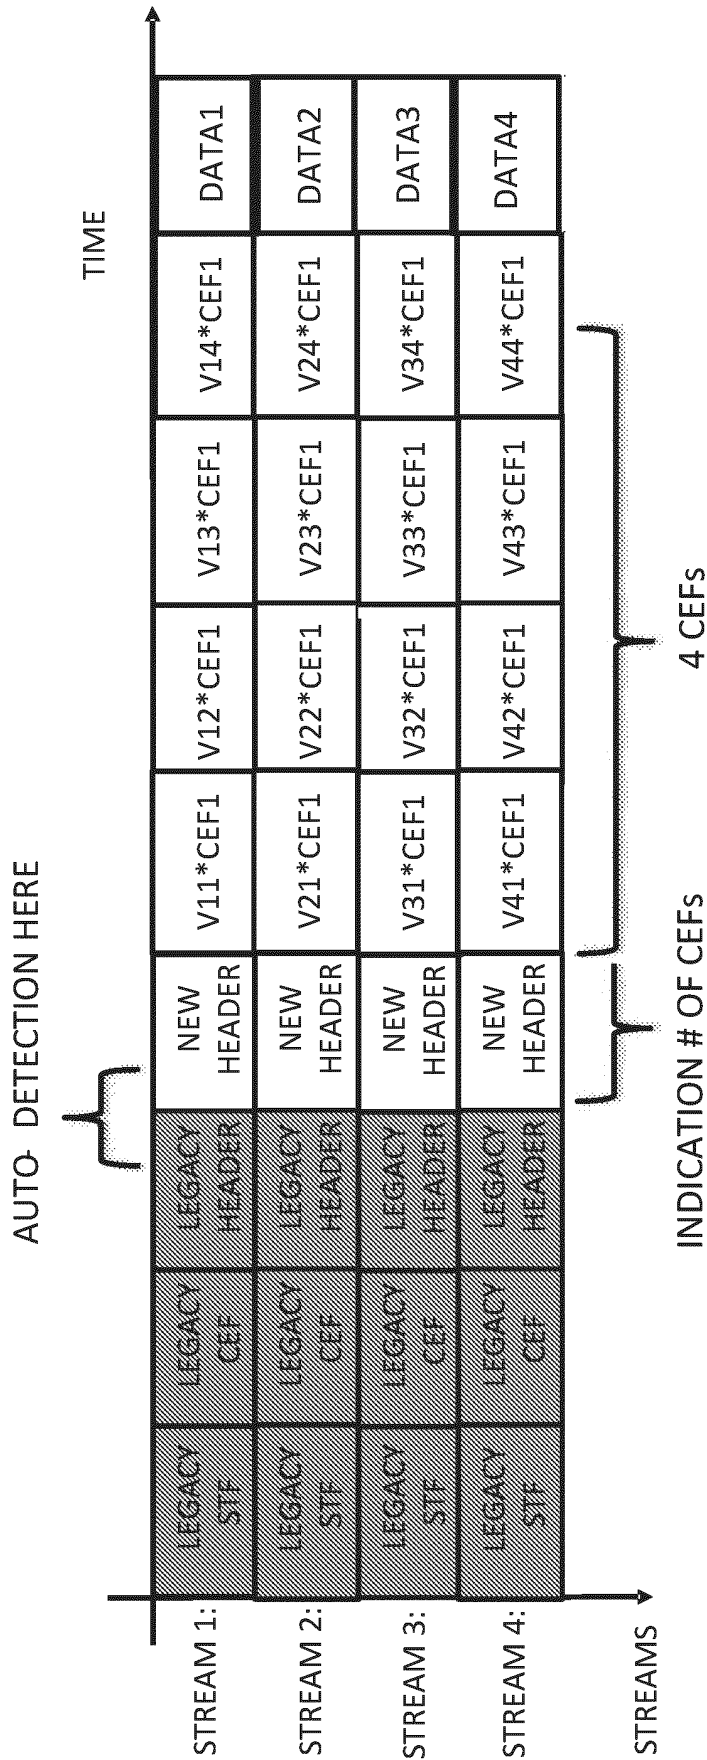 AUTO- DETECTION HERE
TIME
STREAM 1:
LEGACY
STF
LEGACY
CEF
LEGACY
HEADER
NEW
HEADER
V11*CEF1
V12*CEF1
V13*CEF1
V14*CEF1
DATA1
STREAM 2:
LEGACY
STF
LEGACY
CEF
LEGACY
HEADER
NEW
HEADER
V21*CEF1
V22*CEF1
V23*CEF1
V24*CEF1
DATA2
STREAM 3:
LEGACY
STF
LEGACY
CEF
LEGACY
HEADER
NEW
HEADER
V31*CEF1
V32*CEF1
V33*CEF1
V34*CEF1
DATA3
STREAM 4:
LEGACY
STF
LEGACY
CEF
LEGACY
HEADER
NEW
HEADER
V41*CEF1
V42*CEF1
V43*CEF1
V44*CEF1
DATA4
STREAMS
INDICATION # OF CEFs
4 CEFs